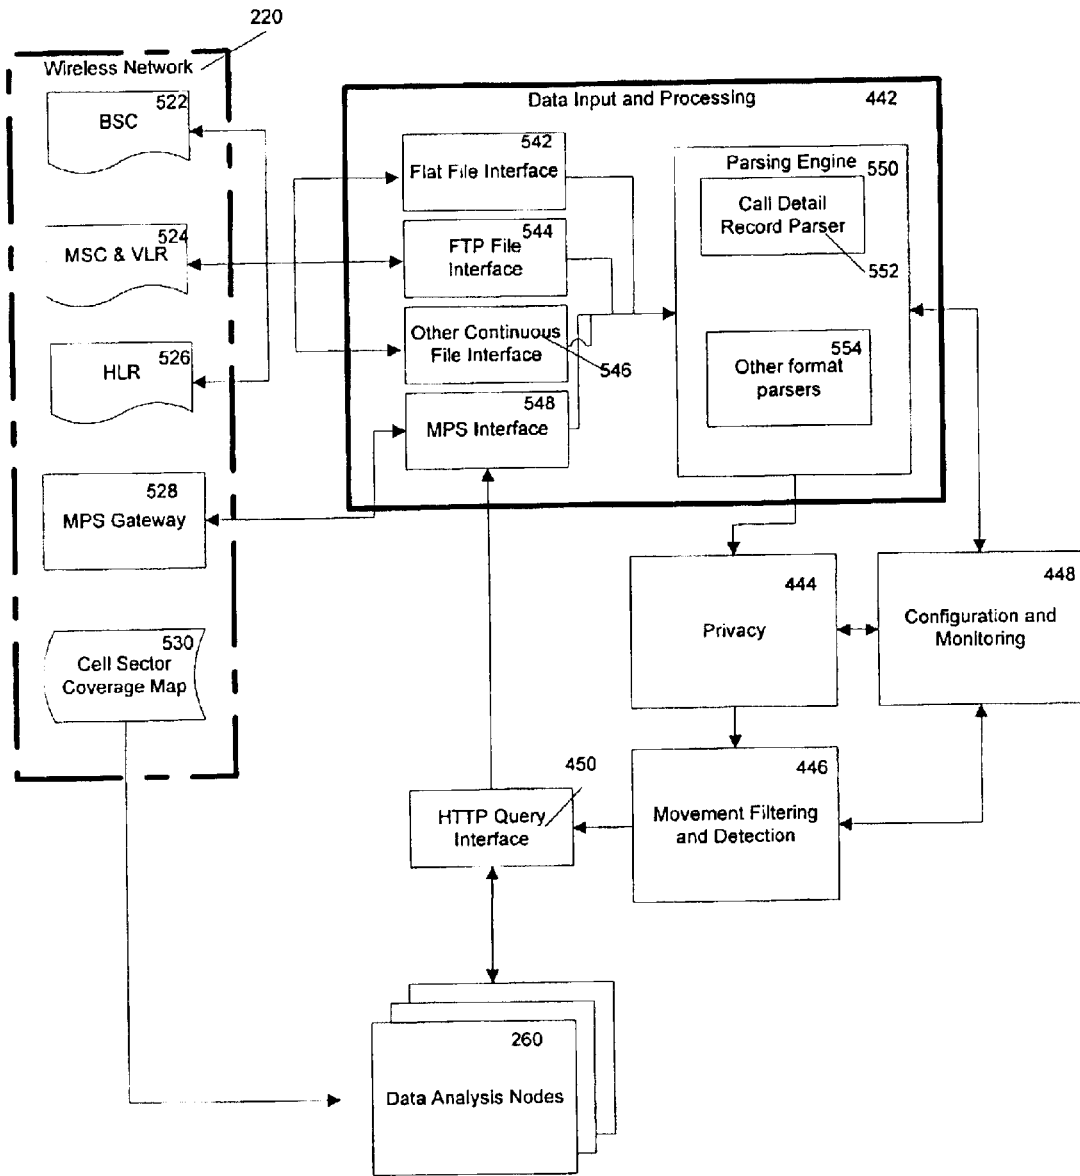 220
Wireless Network
522
BSC
524
MSC & VLR
526
HLR
528
MPS Gateway
530
Cell Sector
Coverage Map
Data Input and Processing
442
542
Flat File Interface
544
FTP File
Interface
Other Continuous
File Interface
546
548
MPS Interface
Parsing Engine
550
Call Detail
Record Parser
552
554
Other format
parsers
444
Privacy
448
Configuration and
Monitoring
446
Movement Filtering
and Detection
450
HTTP Query
Interface
260
Data Analysis Nodes